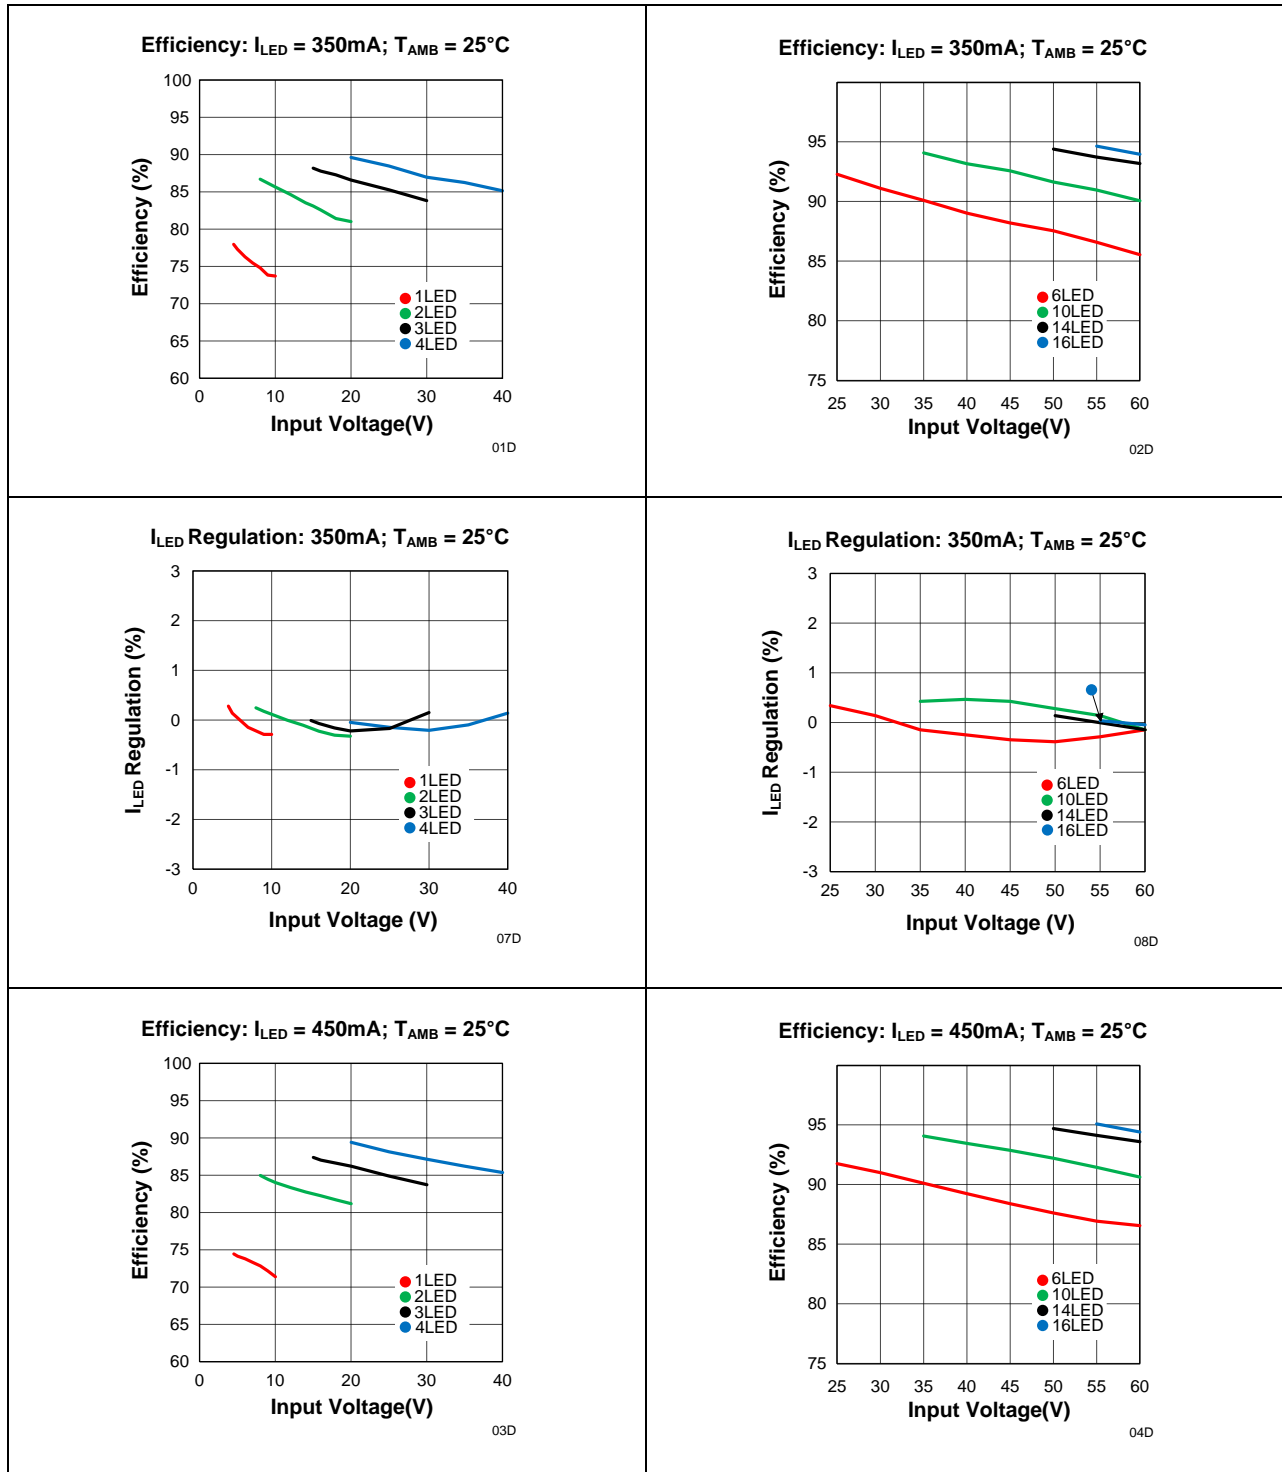 Efficiency: ILED = 350mA; TAMB = 25°C
100
95
90
85
80
75
70
65
60
Efficiency (%)
1LED
2LED
3LED
4LED
0 10 20 30 40
Input Voltage(V)
01D
Efficiency: ILED = 350mA; TAMB = 25°C
95
90
85
80
75
Efficiency (%)
6LED
10LED
14LED
16LED
25 30 35 40 45 50 55 60
Input Voltage(V)
02D
ILED Regulation: 350mA; TAMB = 25°C
3
2
1
0
-1
-2
-3
ILED Regulation (%)
1LED
2LED
3LED
4LED
0 10 20 30 40
Input Voltage (V)
07D
ILED Regulation: 350mA; TAMB = 25°C
3
2
1
0
-1
-2
-3
ILED Regulation (%)
6LED
10LED
14LED
16LED
25 30 35 40 45 50 55 60
Input Voltage (V)
08D
Efficiency: ILED = 450mA; TAMB = 25°C
100
95
90
85
80
75
70
65
60
Efficiency (%)
1LED
2LED
3LED
4LED
0 10 20 30 40
Input Voltage(V)
03D
Efficiency: ILED = 450mA; TAMB = 25°C
95
90
85
80
75
Efficiency (%)
6LED
10LED
14LED
16LED
25 30 35 40 45 50 55 60
Input Voltage(V)
04D